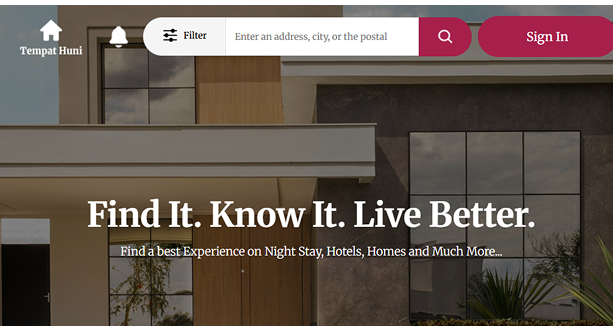 Tempat Huni
Filter
Enter an address, city, or the postal
Sign In
Find It. Know It. Live Better.
Find a best Experience on Night Stay, Hotels, Homes and Much More...